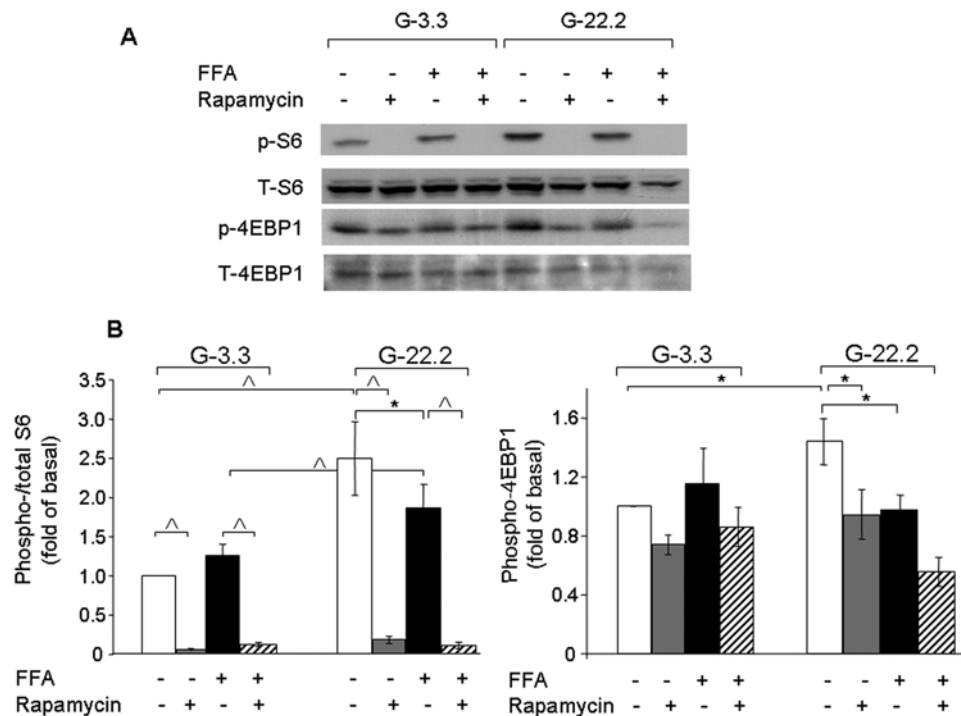 A
G-3.3 G-22.2
FFA - - + + - - + +
Rapamycin - + - + - + - +
p-S6
T-S6
p-4EBP1
T-4EBP1
B
G-3.3 G-22.2
^ ^
* ^
^
^ ^
3.5
3.0
2.5
2.0
1.5
1.0
0.5
0
Phospho-/total S6
(fold of basal)
FFA - - + + - - + +
Rapamycin - + - + - + - +
G-3.3 G-22.2
* *
*
1.6
1.2
0.8
0.4
0
Phospho-4EBP1
(fold of basal)
FFA - - + + - - + +
Rapamycin - + - + - + - +